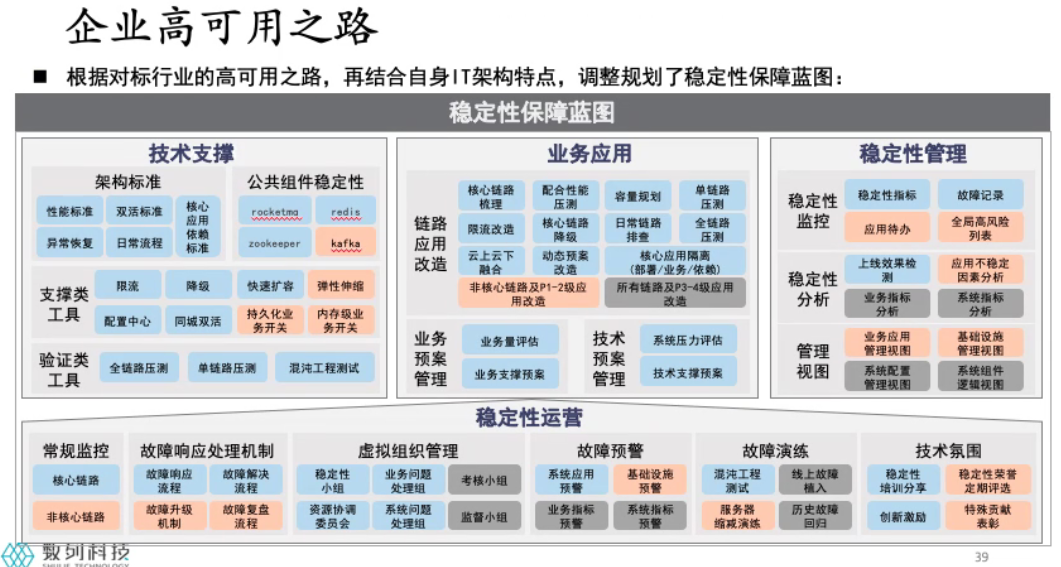 企业高可用之路
■ 根据对标行业的高可用之路，再结合自身IT架构特点，调整规划了稳定性保障蓝图：
稳定性保障蓝图
技术支撑
架构标准
性能标准
双活标准
核心
应用
依赖
标准
异常恢复
日常流程
公共组件稳定性
rocketmq
redis
zookeeper
kafka
支撑类
工具
限流
降级
快速扩容
弹性伸缩
配置中心
同城双活
持久化业
务开关
内存级业
务开关
验证类
工具
全链路压测
单链路压测
混沌工程测试
业务应用
链路
应用
改造
核心链路
梳理
配合性能
压测
容量规划
单链路
压测
限流改造
核心链路
降级
日常链路
排查
全链路
压测
云上云下
融合
动态预案
改造
核心应用隔离
(部署/业务/依赖)
非核心链路及P1-2级应
用改造
所有链路及P3-4级应用
改造
业务
预案
管理
业务量评估
业务支撑预案
技术
预案
管理
系统压力评估
技术支撑预案
稳定性管理
稳定性
监控
稳定性指标
故障记录
应用待办
全局高风险
列表
稳定性
分析
上线效果检
测
应用不稳定
因素分析
业务指标
分析
系统指标
分析
管理
视图
业务应用
管理视图
基础设施
管理视图
系统配置
管理视图
系统组件
逻辑视图
稳定性运营
常规监控
核心链路
非核心链路
故障响应处理机制
故障响应
流程
故障解决
流程
故障升级
机制
故障复盘
流程
虚拟组织管理
稳定性
小组
业务问题
处理组
考核小组
资源协调
委员会
系统问题
处理组
监督小组
故障预警
系统应用
预警
基础设施
预警
业务指标
预警
系统指标
预警
故障演练
混沌工程
测试
线上故障
植入
服务器
缩减演练
历史故障
回归
技术氛围
稳定性
培训分享
稳定性荣誉
定期评选
创新激励
特殊贡献
表彰
数列科技
SHULIE TECHNOLOGY
39